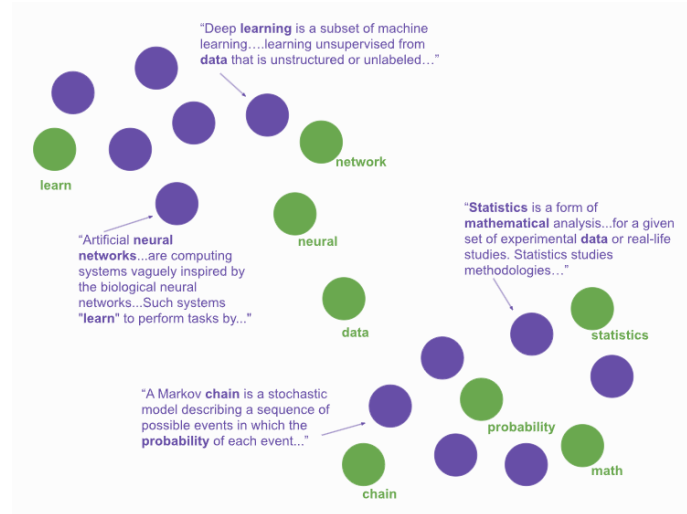 “Deep learning is a subset of machine
learning….learning unsupervised from
data that is unstructured or unlabeled…”
network
learn
neural
“Artificial neural
networks...are computing
systems vaguely inspired by
the biological neural
networks...Such systems
"learn" to perform tasks by..."
“Statistics is a form of
mathematical analysis...for a given
set of experimental data or real-life
studies. Statistics studies
methodologies…”
data
statistics
“A Markov chain is a stochastic
model describing a sequence of
possible events in which the
probability of each event...”
probability
math
chain